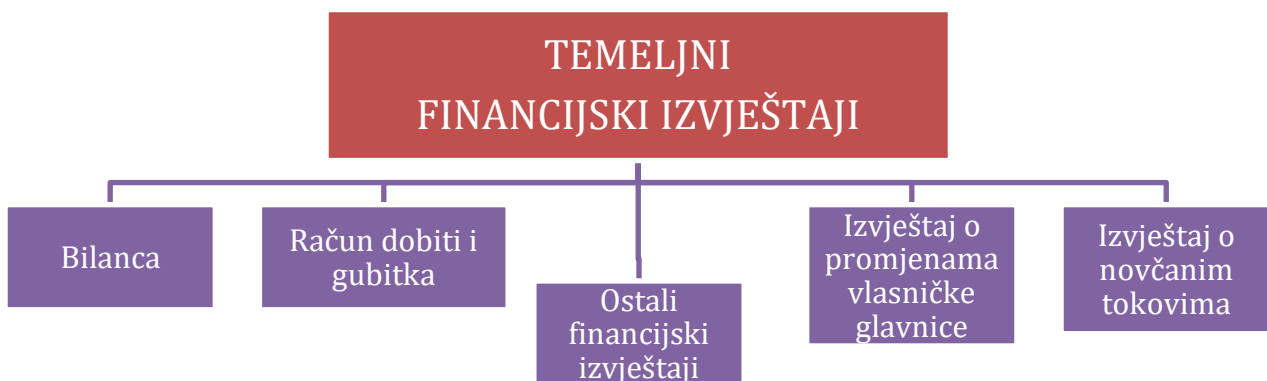 TEMELJNI
FINANCIJSKI IZVJEŠTAJI
Bilanca
Račun dobiti i
gubitka
Ostali
financijski
izvještaji
Izvještaj o
promjenama
vlasničke
glavnice
Izvještaj o
novčanim
tokovima